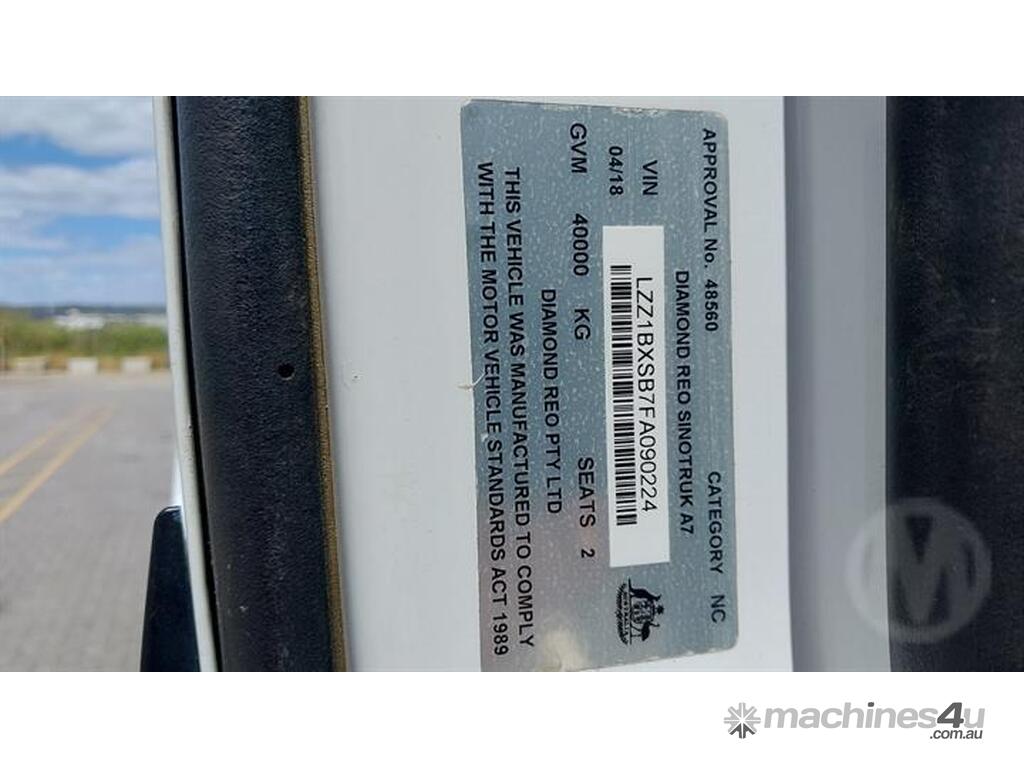 APPROVAL No. 48560 CATEGORY NC
DIAMOND REO SINOTRUK A7
VIN LZZ1BXSB7FA090224
04/18
GVM 40000 KG SEATS 2
DIAMOND REO PTY LTD
THIS VEHICLE WAS MANUFACTURED TO COMPLY
WITH THE MOTOR VEHICLE STANDARDS ACT 1989
M
machines4u
.com.au